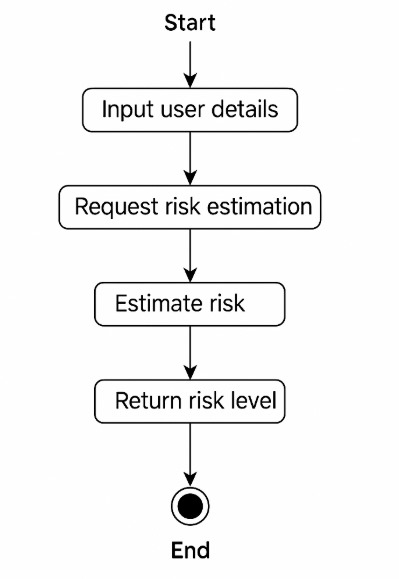 Start
Input user details
Request risk estimation
Estimate risk
Return risk level
End